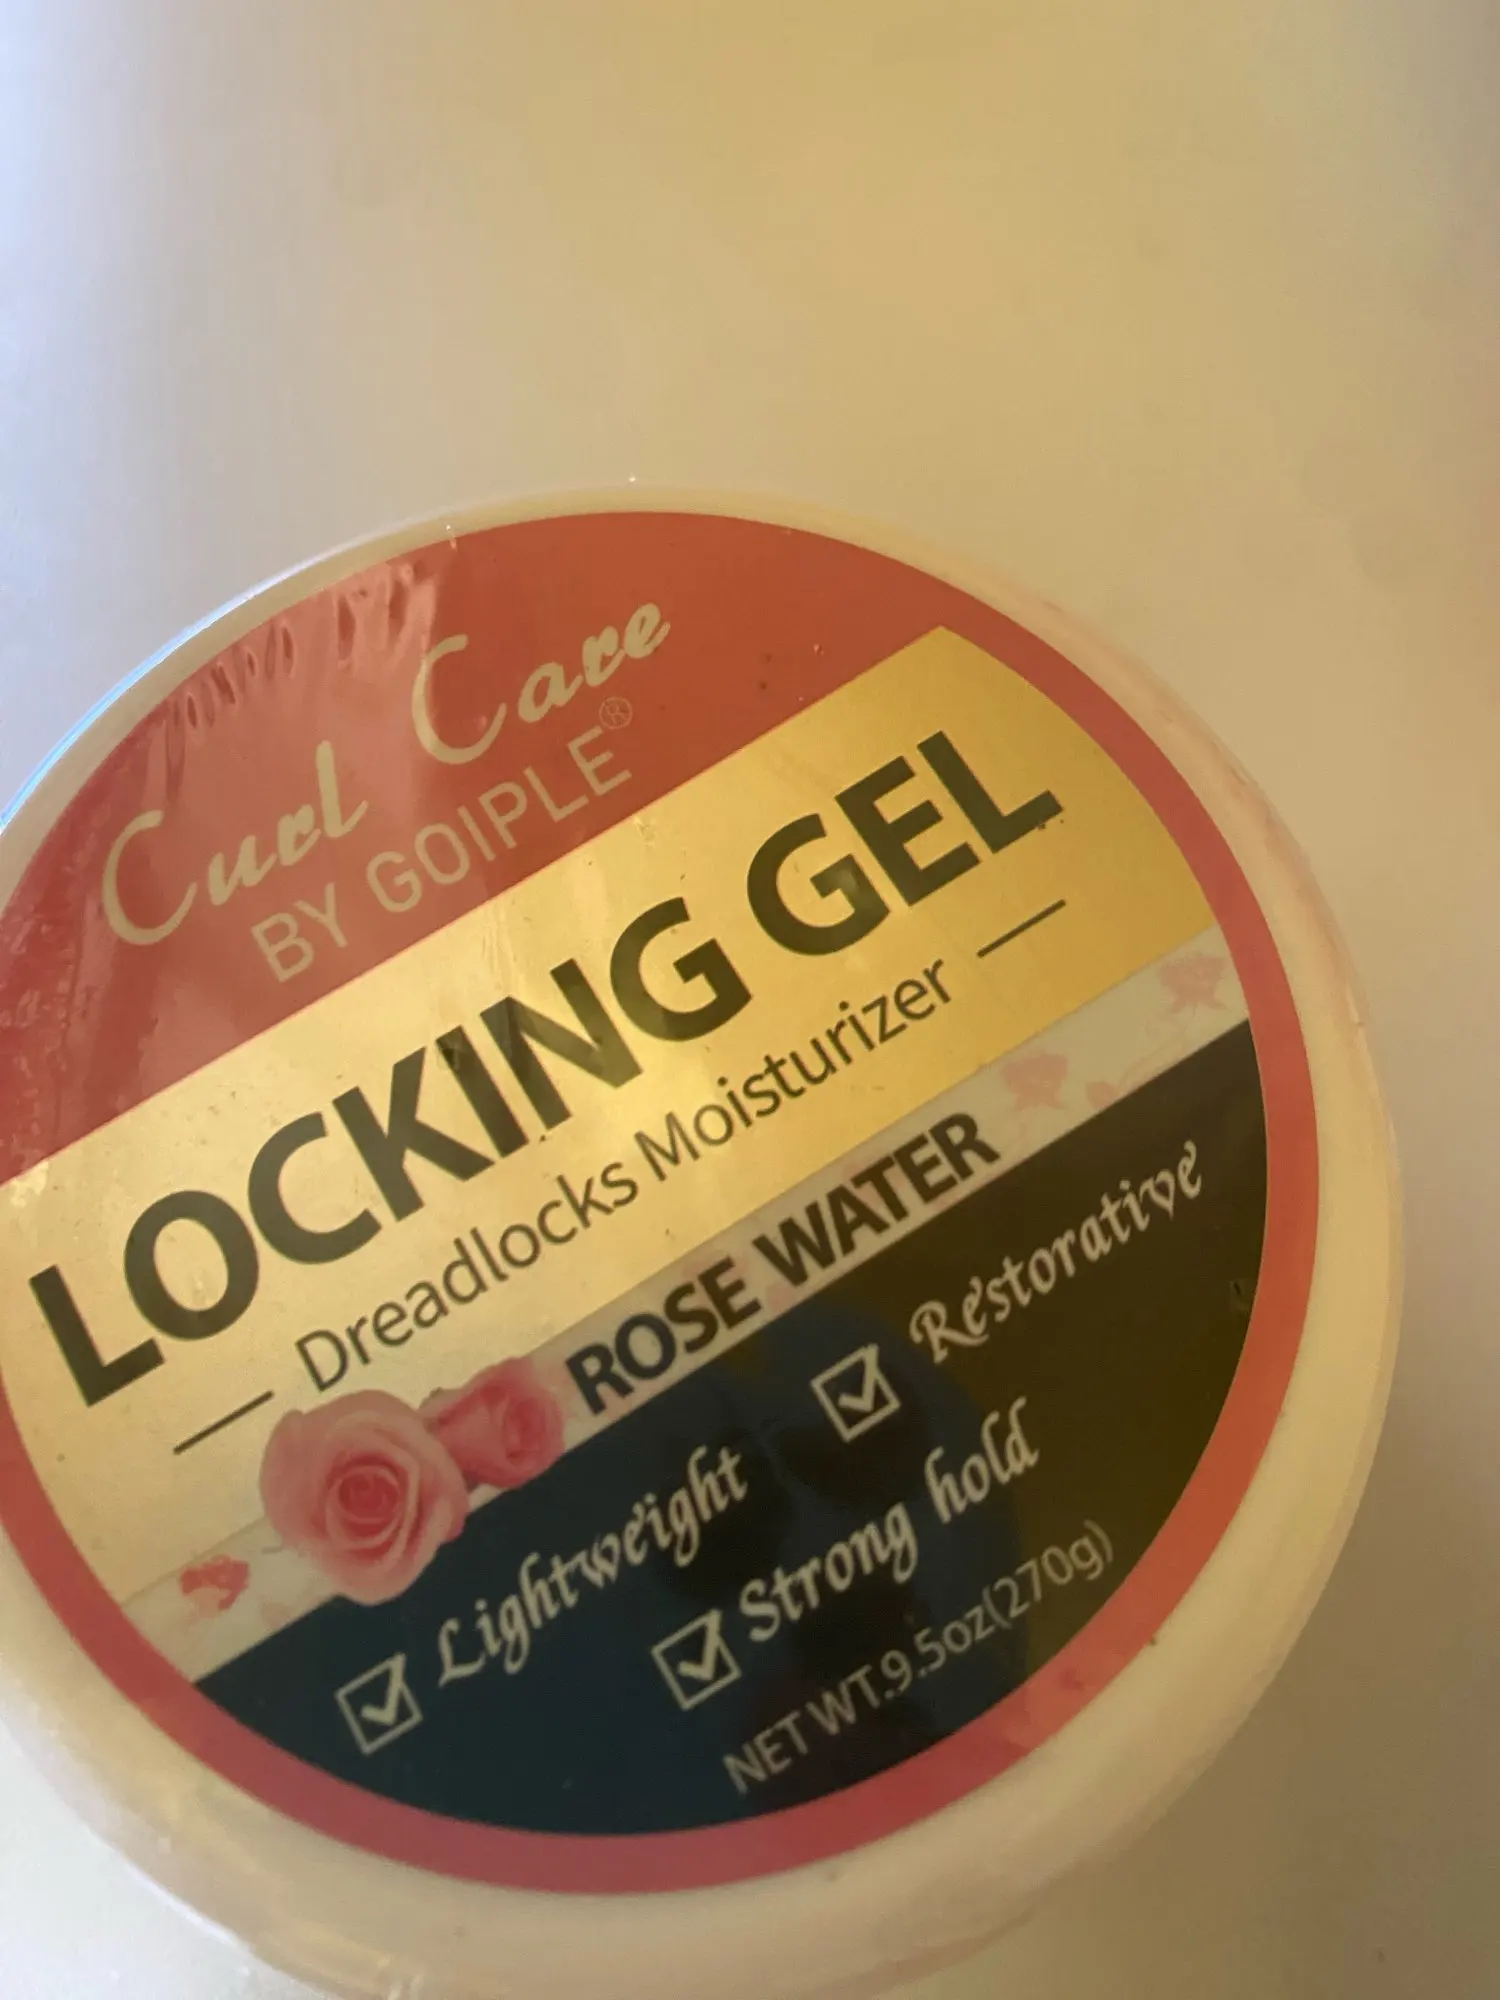 Curl Care
BY GOIPLE®
LOCKING GEL
Dreadlocks Moisturizer
ROSE WATER
Lightweight
Restorative
Strong hold
NET WT.9.5oz(270g)